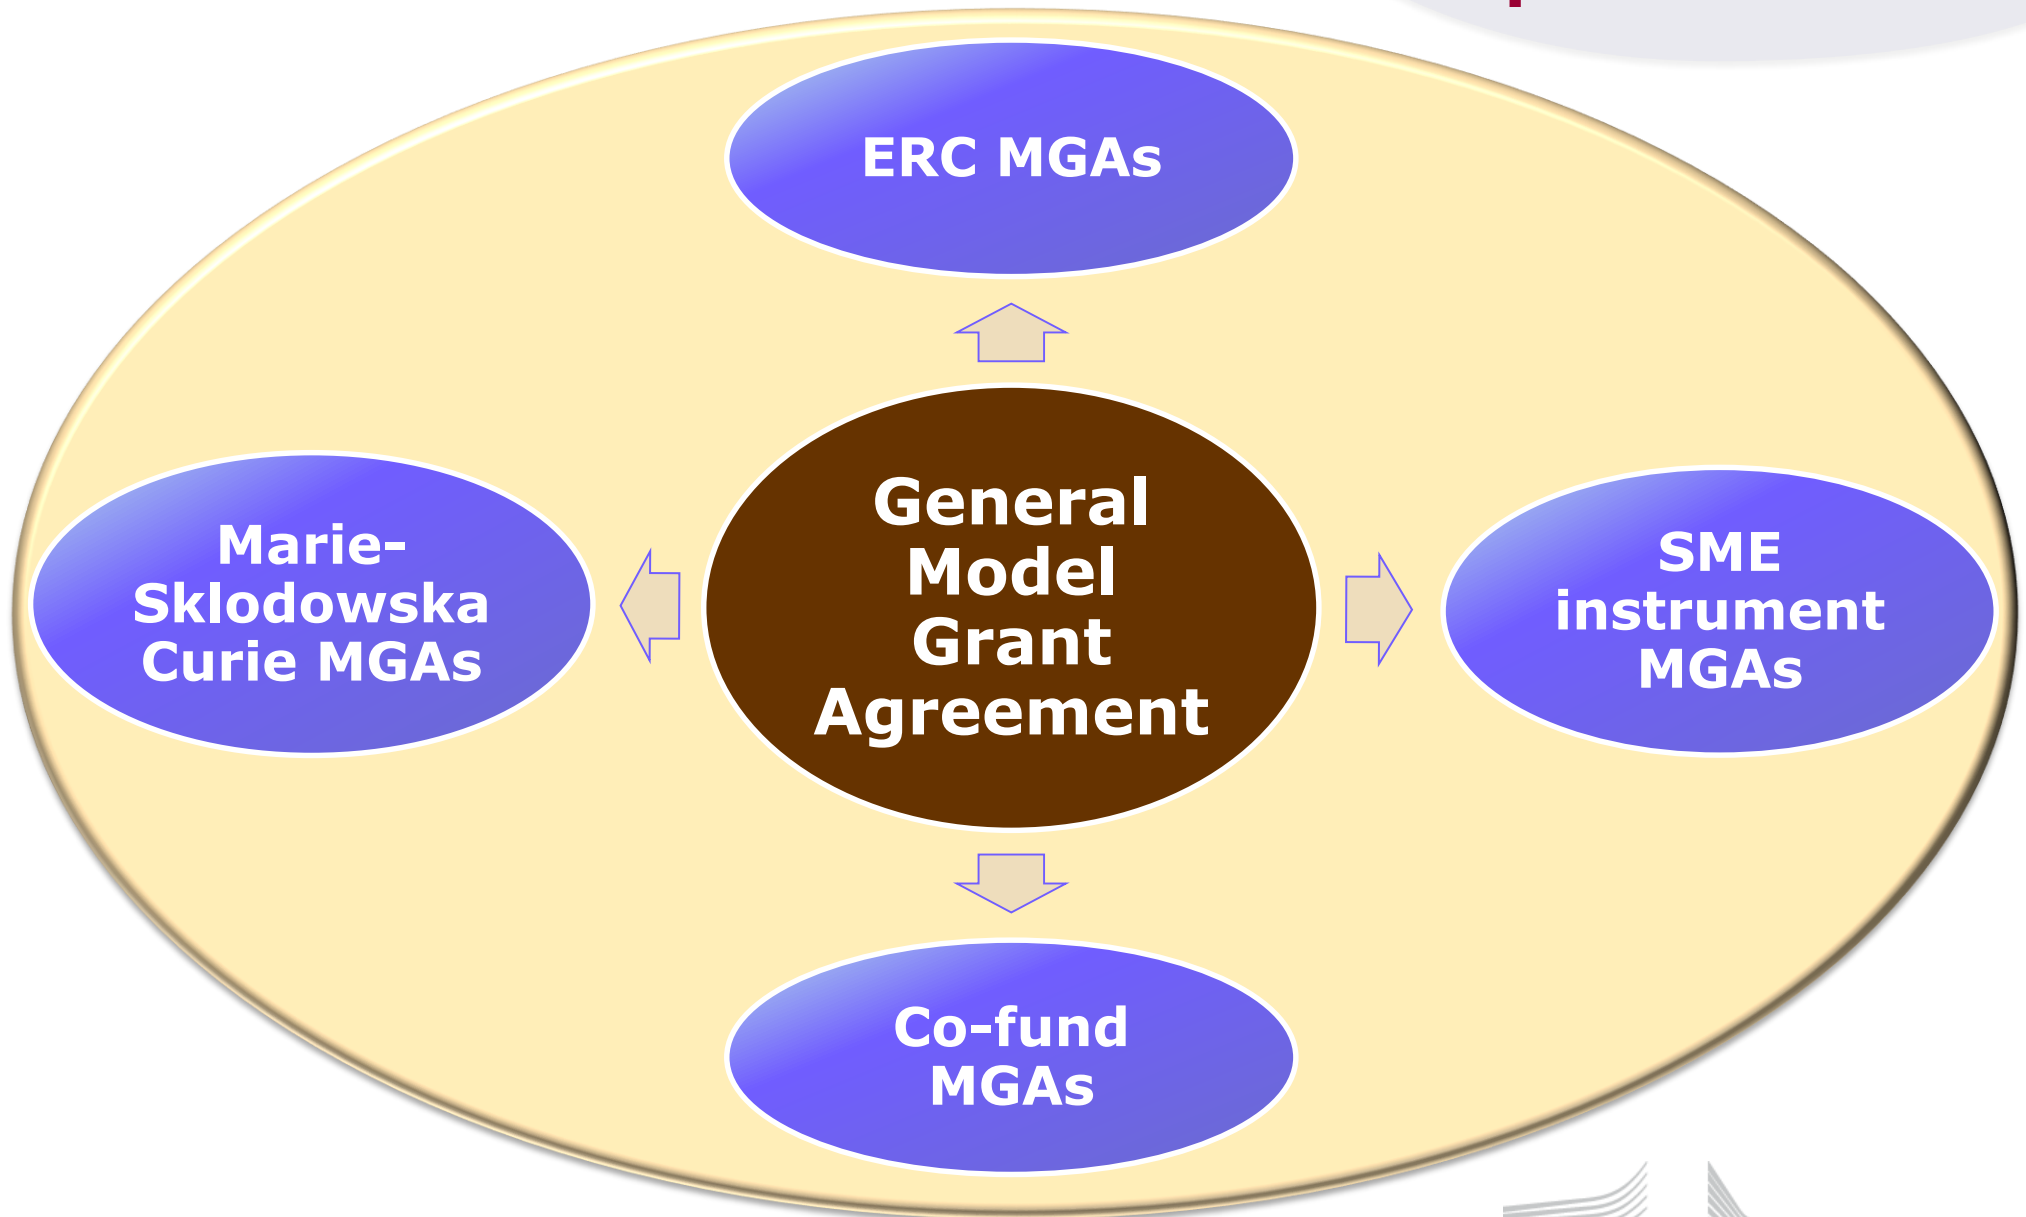 ERC MGAs
General
Model
Grant
Agreement
Marie-
Sklodowska
Curie MGAs
SME
instrument
MGAs
Co-fund
MGAs